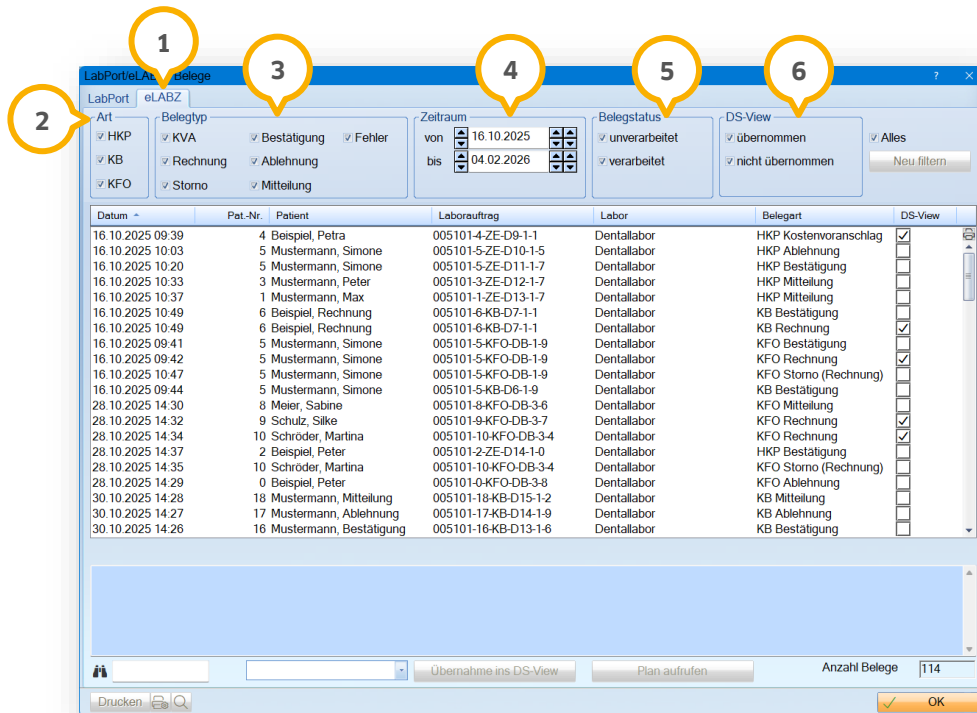 1
2
3
4
5
6
LabPort/eLABZ Belege
LabPort eLABZ
Art Belegtyp Zeitraum Belegstatus DS-View
HKP KVA Bestätigung Fehler von 16.10.2025 unverarbeitet übernommen Alles
KB Rechnung Ablehnung bis 04.02.2026 verarbeitet nicht übernommen Neu filtern
KFO Storno Mitteilung
Datum Pat.-Nr. Patient Laborauftrag Labor Belegart DS-View
16.10.2025 09:39 4 Beispiel, Petra 005101-4-ZE-D9-1-1 Dentallabor HKP Kostenvoranschlag
16.10.2025 10:03 5 Mustermann, Simone 005101-5-ZE-D10-1-5 Dentallabor HKP Ablehnung
16.10.2025 10:20 5 Mustermann, Simone 005101-5-ZE-D11-1-7 Dentallabor HKP Bestätigung
16.10.2025 10:33 3 Mustermann, Peter 005101-3-ZE-D12-1-7 Dentallabor HKP Mitteilung
16.10.2025 10:37 1 Mustermann, Max 005101-1-ZE-D13-1-7 Dentallabor HKP Mitteilung
16.10.2025 10:49 6 Beispiel, Rechnung 005101-6-KB-D7-1-1 Dentallabor KB Bestätigung
16.10.2025 10:49 6 Beispiel, Rechnung 005101-6-KB-D7-1-1 Dentallabor KB Rechnung
16.10.2025 09:41 5 Mustermann, Simone 005101-5-KFO-DB-1-9 Dentallabor KFO Bestätigung
16.10.2025 09:42 5 Mustermann, Simone 005101-5-KFO-DB-1-9 Dentallabor KFO Rechnung
16.10.2025 10:47 5 Mustermann, Simone 005101-5-KFO-DB-1-9 Dentallabor KFO Storno (Rechnung)
16.10.2025 09:44 5 Mustermann, Simone 005101-5-KB-D6-1-9 Dentallabor KB Bestätigung
28.10.2025 14:30 8 Meier, Sabine 005101-8-KFO-DB-3-6 Dentallabor KFO Mitteilung
28.10.2025 14:32 9 Schulz, Silke 005101-9-KFO-DB-3-7 Dentallabor KFO Rechnung
28.10.2025 14:34 10 Schröder, Martina 005101-10-KFO-DB-3-4 Dentallabor KFO Rechnung
28.10.2025 14:37 2 Beispiel, Peter 005101-2-ZE-D14-1-0 Dentallabor HKP Bestätigung
28.10.2025 14:35 10 Schröder, Martina 005101-10-KFO-DB-3-4 Dentallabor KFO Storno (Rechnung)
28.10.2025 14:29 0 Beispiel, Peter 005101-0-KFO-DB-3-8 Dentallabor KFO Ablehnung
30.10.2025 14:28 18 Mustermann, Mitteilung 005101-18-KB-D15-1-2 Dentallabor KB Mitteilung
30.10.2025 14:27 17 Mustermann, Ablehnung 005101-17-KB-D14-1-9 Dentallabor KB Ablehnung
30.10.2025 14:26 16 Mustermann, Bestätigung 005101-16-KB-D13-1-6 Dentallabor KB Bestätigung
Übernahme ins DS-View Plan aufrufen Anzahl Belege 114
Drucken OK